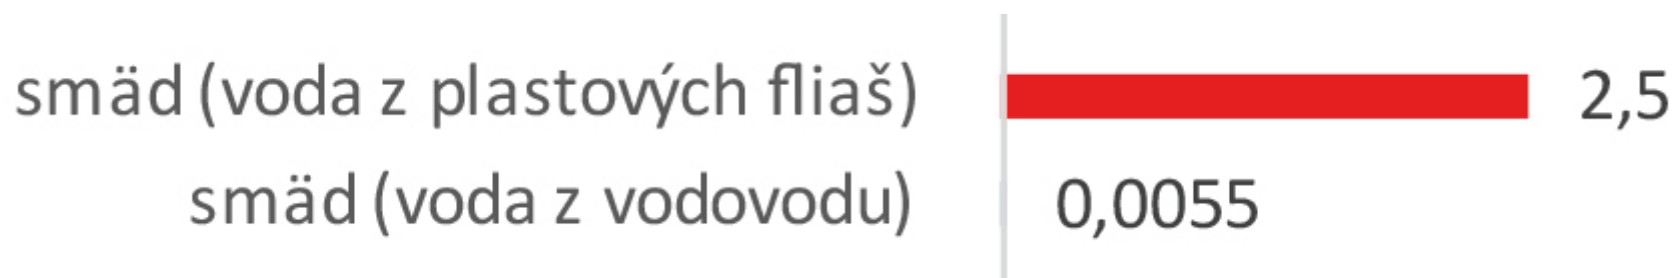 smäd (voda z plastových fliaš) 2,5
smäd (voda z vodovodu) 0,0055